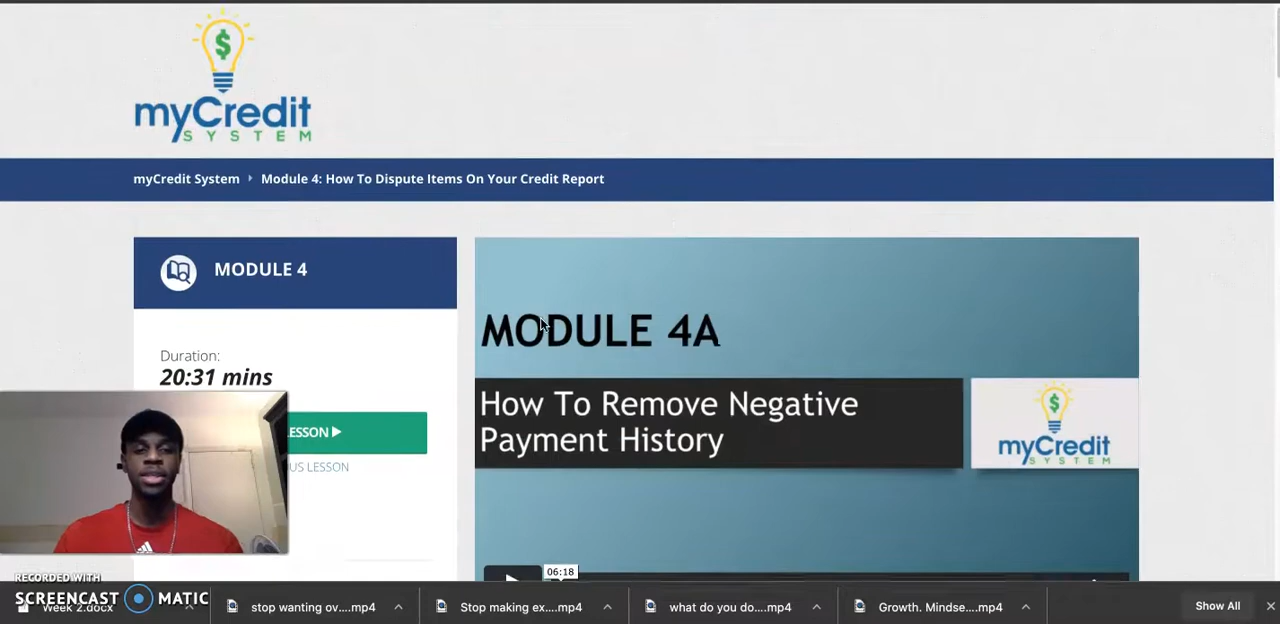 myCredit
SYSTEM
myCredit System
Module 4: How To Dispute Items On Your Credit Report
MODULE 4
Duration:
20:31 mins
LESSON
US LESSON
MODULE 4A
How To Remove Negative
Payment History
myCredit
SYSTEM
06:18
RECORDED WITH
SCREENCAST MATIC
Week 2.docx
stop wanting ov....mp4
Stop making ex....mp4
what do you do....mp4
Growth. Mindse....mp4
Show All